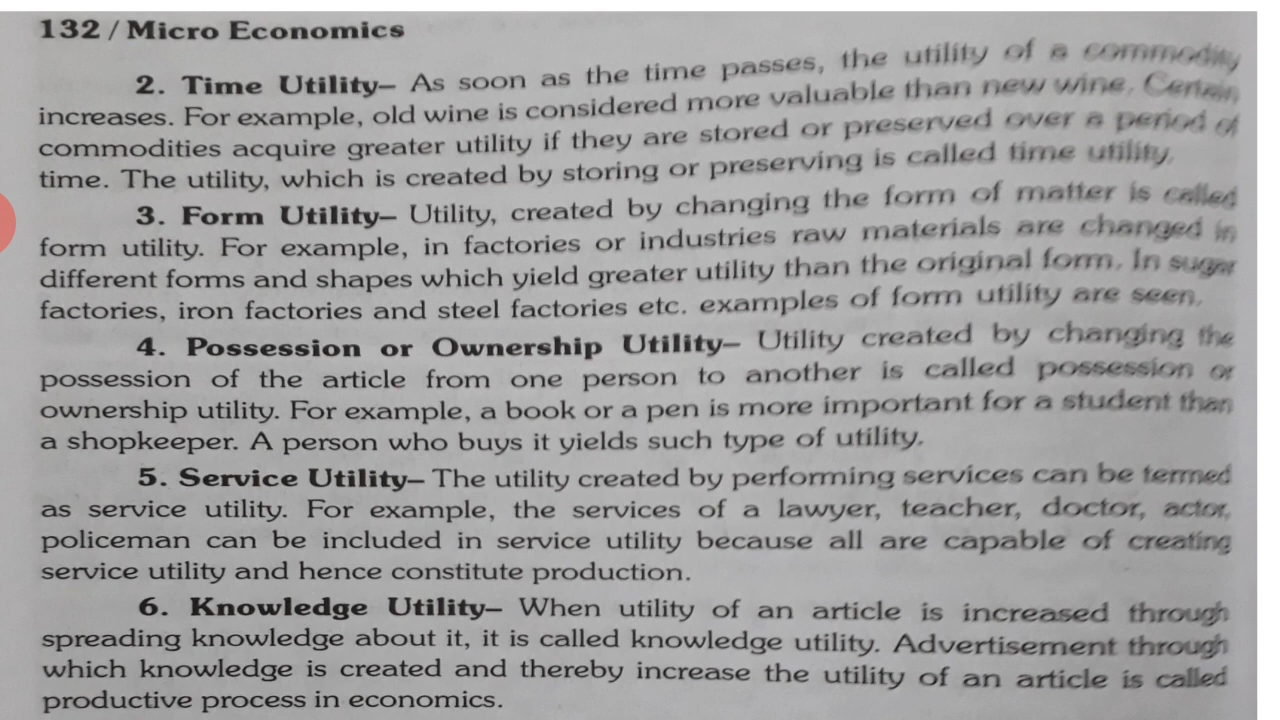 132 / Micro Economics
2. Time Utility– As soon as the time passes, the utility of a commodity
increases. For example, old wine is considered more valuable than new wine. Certain
commodities acquire greater utility if they are stored or preserved over a period of
time. The utility, which is created by storing or preserving is called time utility.
3. Form Utility– Utility, created by changing the form of matter is called
form utility. For example, in factories or industries raw materials are changed in
different forms and shapes which yield greater utility than the original form. In sugar
factories, iron factories and steel factories etc. examples of form utility are seen.
4. Possession or Ownership Utility– Utility created by changing the
possession of the article from one person to another is called possession or
ownership utility. For example, a book or a pen is more important for a student than
a shopkeeper. A person who buys it yields such type of utility.
5. Service Utility– The utility created by performing services can be termed
as service utility. For example, the services of a lawyer, teacher, doctor, actor,
policeman can be included in service utility because all are capable of creating
service utility and hence constitute production.
6. Knowledge Utility– When utility of an article is increased through
spreading knowledge about it, it is called knowledge utility. Advertisement through
which knowledge is created and thereby increase the utility of an article is called
productive process in economics.